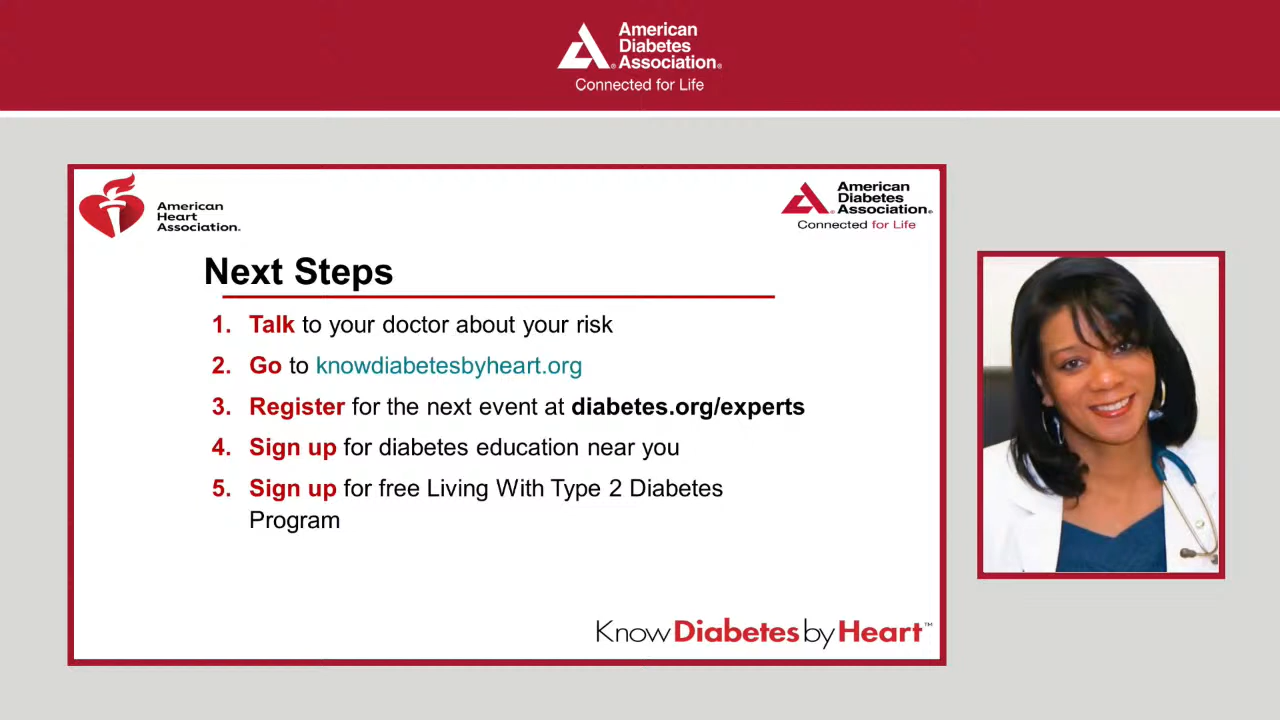 American
Diabetes
Association®
Connected for Life
American
Heart
Association.
American
Diabetes
Association®
Connected for Life
Next Steps
1. Talk to your doctor about your risk
2. Go to knowdiabetesbyheart.org
3. Register for the next event at diabetes.org/experts
4. Sign up for diabetes education near you
5. Sign up for free Living With Type 2 Diabetes
Program
Know Diabetes by Heart™